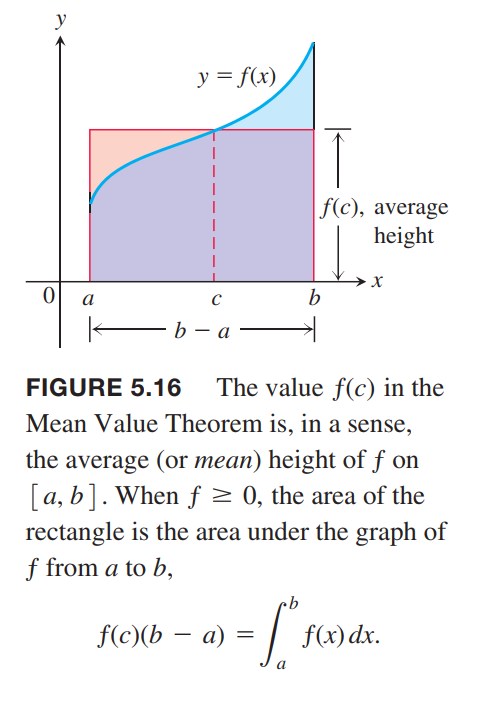 y
y = f(x)
f(c), average
height
x
0
a
c
b
b − a
FIGURE 5.16 The value f(c) in the
Mean Value Theorem is, in a sense,
the average (or mean) height of f on
[a, b]. When f ≥ 0, the area of the
rectangle is the area under the graph of
f from a to b,
f(c)(b − a) = ∫ₐᵇ f(x) dx.